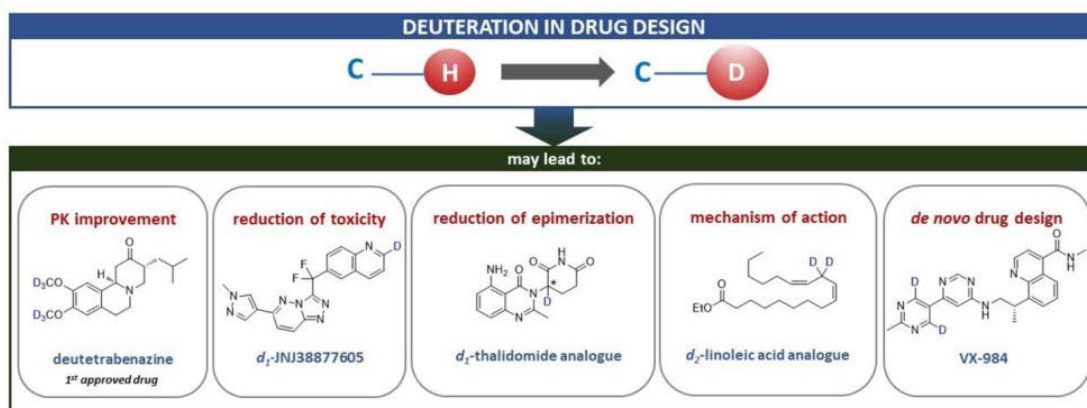 DEUTERATION IN DRUG DESIGN
C H C D
may lead to:
PK improvement
O
H
D3CO
N
D3CO
deutetrabenazine
1st approved drug
reduction of toxicity
N D
F
F
N
N N N
N
N
d1-JNJ38877605
reduction of epimerization
H
O N O
NH2
O *
N
D
N
d1-thalidomide analogue
mechanism of action
D D
O
EtO
d2-linoleic acid analogue
de novo drug design
O
N
H
N
D N N
N
N N H
D
VX-984